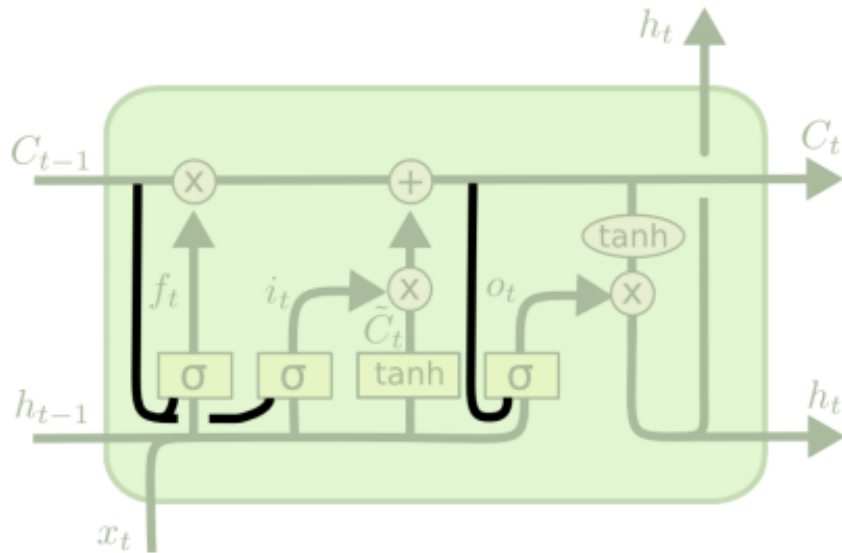 h_t
C_{t-1} × + C_t
tanh
f_t i_t × o_t ×
C̃_t
σ σ tanh σ
h_{t-1} h_t
x_t